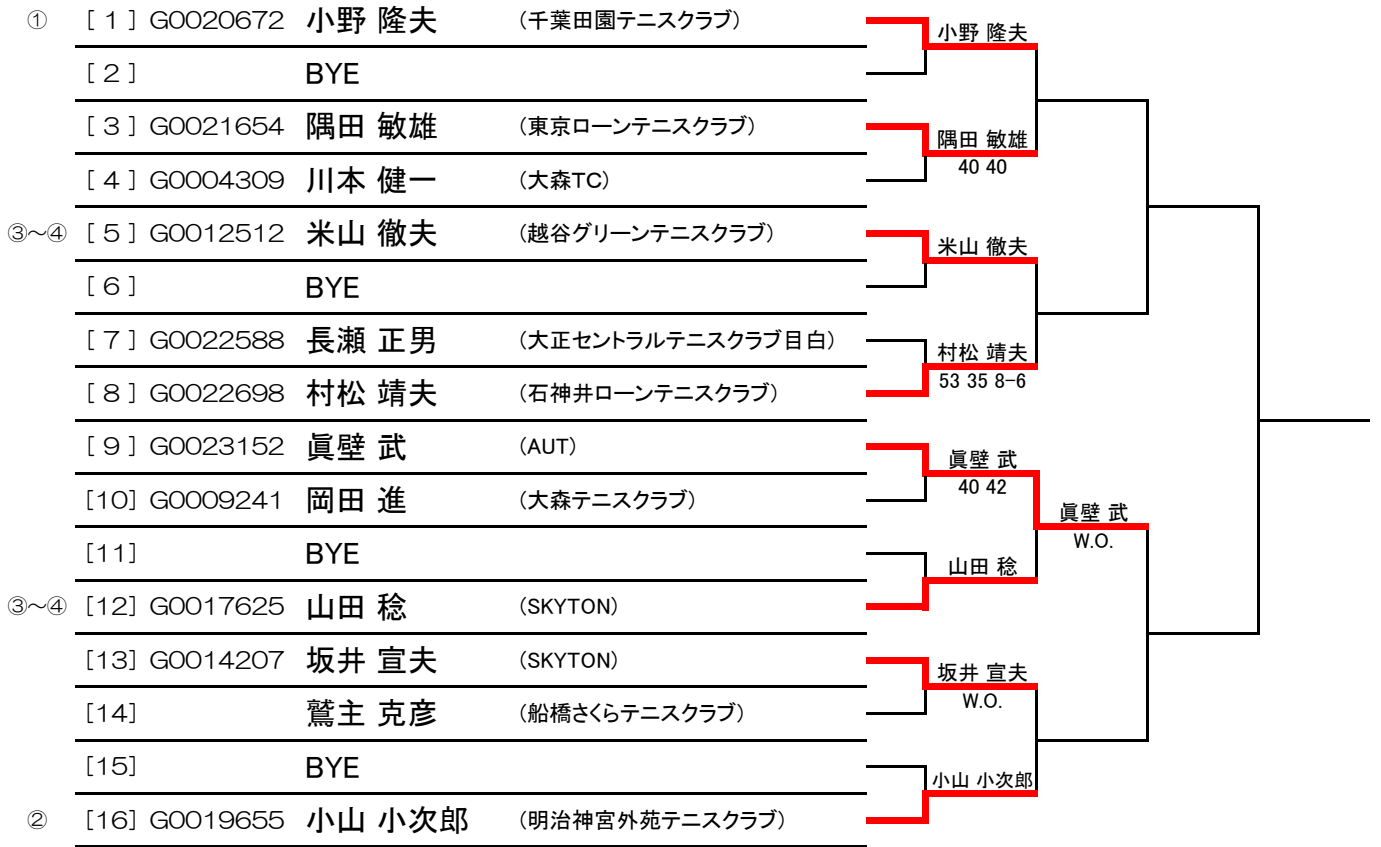 ① [ 1 ] G0020672 小野 隆夫 (千葉田園テニスクラブ)
小野 隆夫
[ 2 ] BYE
[ 3 ] G0021654 隅田 敏雄 (東京ローンテニスクラブ)
隅田 敏雄
40 40
[ 4 ] G0004309 川本 健一 (大森TC)
③～④ [ 5 ] G0012512 米山 徹夫 (越谷グリーンテニスクラブ)
米山 徹夫
[ 6 ] BYE
[ 7 ] G0022588 長瀬 正男 (大正セントラルテニスクラブ目白)
村松 靖夫
53 35 8-6
[ 8 ] G0022698 村松 靖夫 (石神井ローンテニスクラブ)
[ 9 ] G0023152 眞壁 武 (AUT)
眞壁 武
40 42
[10] G0009241 岡田 進 (大森テニスクラブ)
眞壁 武
W.O.
[11] BYE
山田 稔
③～④ [12] G0017625 山田 稔 (SKYTON)
[13] G0014207 坂井 宣夫 (SKYTON)
坂井 宣夫
W.O.
[14] 鷲主 克彦 (船橋さくらテニスクラブ)
[15] BYE
小山 小次郎
② [16] G0019655 小山 小次郎 (明治神宮外苑テニスクラブ)